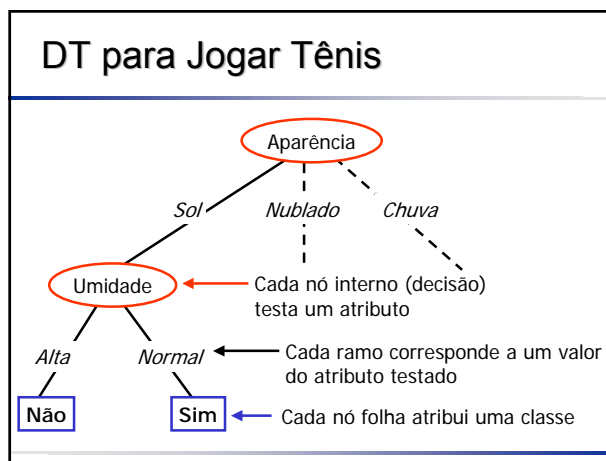 DT para Jogar Tênis
Aparência
Sol
Nublado
Chuva
Umidade
Cada nó interno (decisão)
testa um atributo
Alta
Normal
Cada ramo corresponde a um valor
do atributo testado
Não
Sim
Cada nó folha atribui uma classe